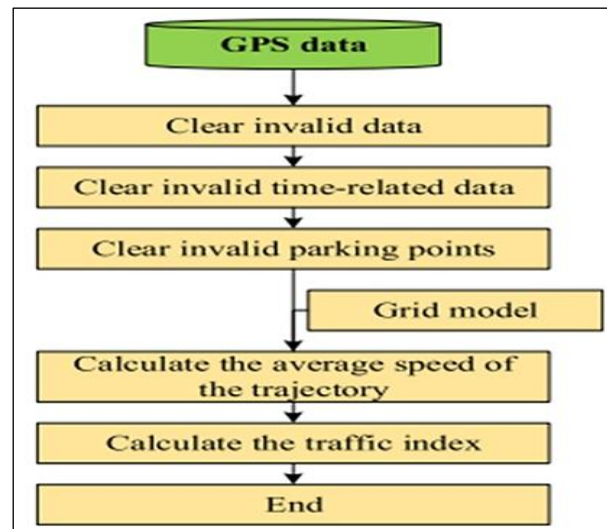 GPS data
Clear invalid data
Clear invalid time-related data
Clear invalid parking points
Grid model
Calculate the average speed of
the trajectory
Calculate the traffic index
End